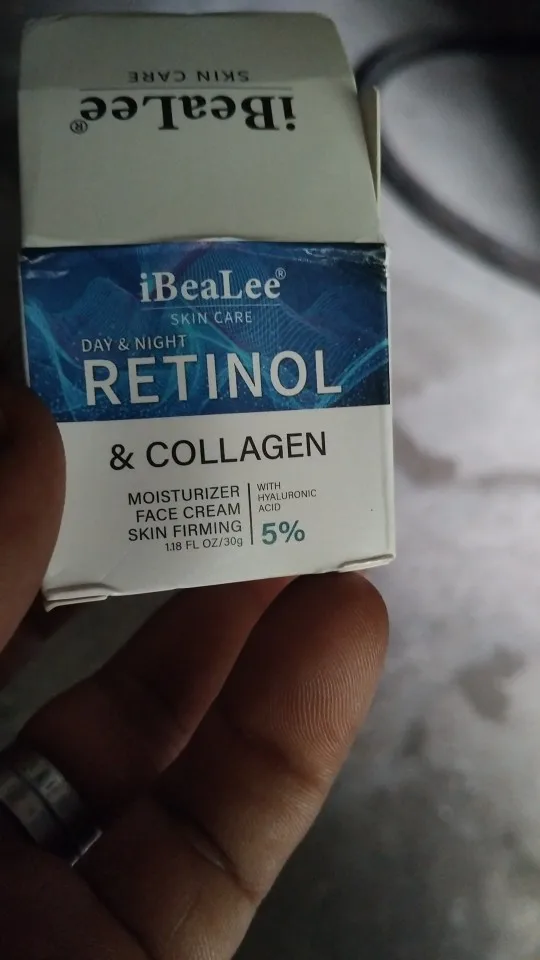 SKIN CARE
iBeaLee®
iBeaLee®
SKIN CARE
DAY & NIGHT
RETINOL
& COLLAGEN
MOISTURIZER
FACE CREAM
SKIN FIRMING
1.18 FL OZ/30g
WITH
HYALURONIC
ACID
5%